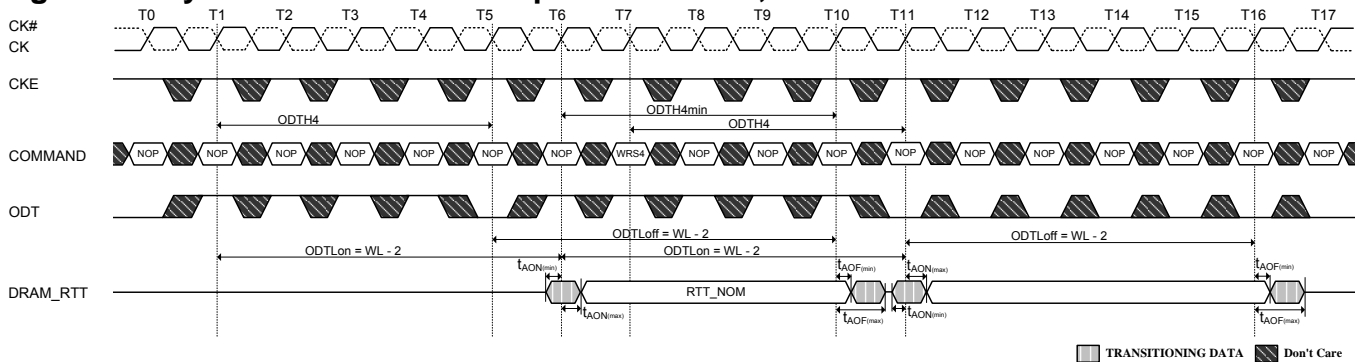 T0 T1 T2 T3 T4 T5 T6 T7 T8 T9 T10 T11 T12 T13 T14 T15 T16 T17
CK#
CK
CKE
ODTH4 ODTH4min
ODTH4
COMMAND NOP NOP NOP NOP NOP NOP NOP WRS4 NOP NOP NOP NOP NOP NOP NOP NOP NOP NOP
ODT
ODTLoff = WL - 2 ODTLoff = WL - 2
ODTLon = WL - 2 ODTLon = WL - 2
tAON(min) tAOF(min) tAON(max) tAOF(min)
DRAM_RTT RTT_NOM
tAON(max) tAOF(max) tAON(min) tAOF(max)
TRANSITIONING DATA Don't Care